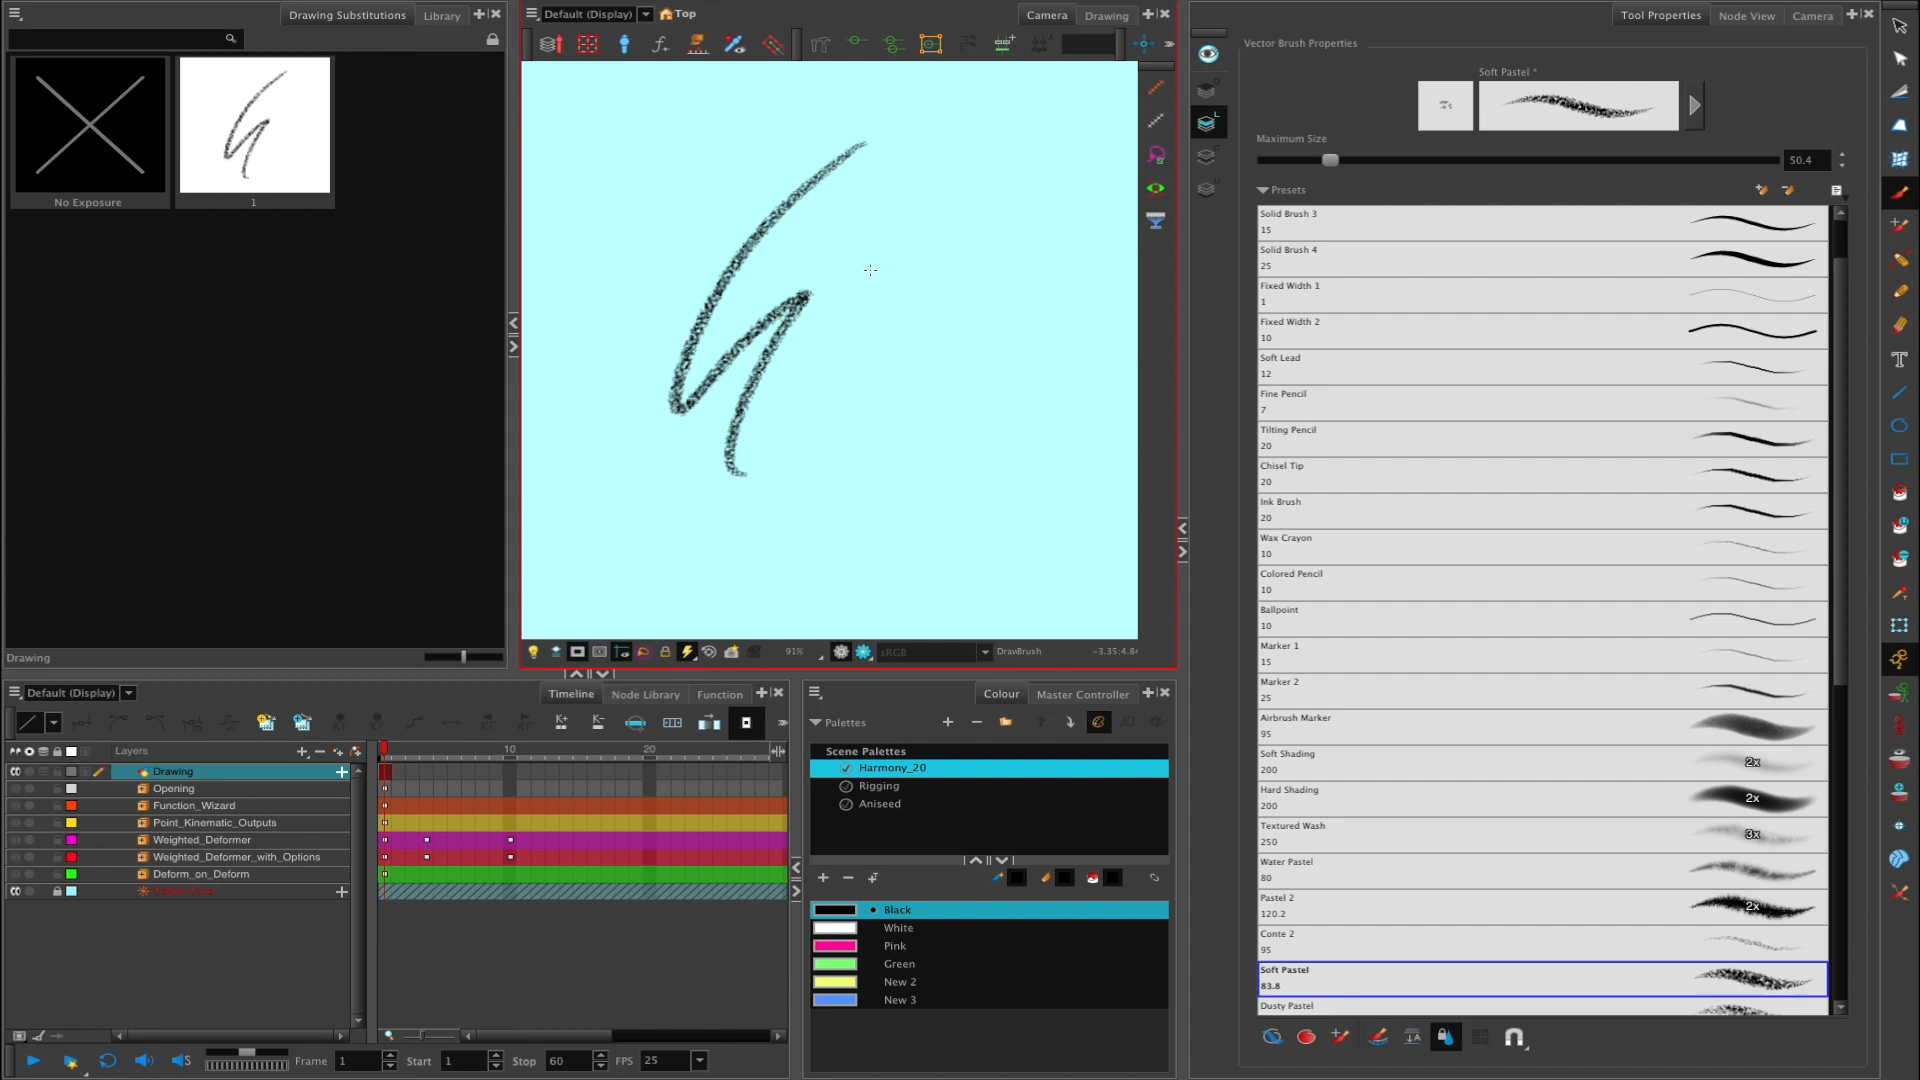 Drawing Substitutions
Library
Default (Display)
Top
Camera
Drawing
Tool Properties
Node View
Camera
Vector Brush Properties
Soft Pastel *
Maximum Size
50.4
Presets
No Exposure
1
Solid Brush 3
15
Solid Brush 4
25
Fixed Width 1
1
Fixed Width 2
10
Soft Lead
12
Fine Pencil
7
Tilting Pencil
20
Chisel Tip
20
Ink Brush
20
Wax Crayon
10
Colored Pencil
10
Ballpoint
10
Marker 1
15
Marker 2
25
Airbrush Marker
95
Soft Shading
200
2x
Hard Shading
200
2x
Textured Wash
250
3x
Water Pastel
80
Pastel 2
120.2
2x
Conte 2
95
Soft Pastel
83.8
Dusty Pastel
Drawing
91%
sRGB
DrawBrush
-3.35:4.84
Default (Display)
Timeline
Node Library
Function
Layers
10
20
Drawing
Opening
Function_Wizard
Point_Kinematic_Outputs
Weighted_Deformer
Weighted_Deformer_with_Options
Deform_on_Deform
Frame
1
Start
1
Stop
60
FPS
25
Colour
Master Controller
Palettes
Scene Palettes
Harmony_20
Rigging
Aniseed
Black
White
Pink
Green
New 2
New 3